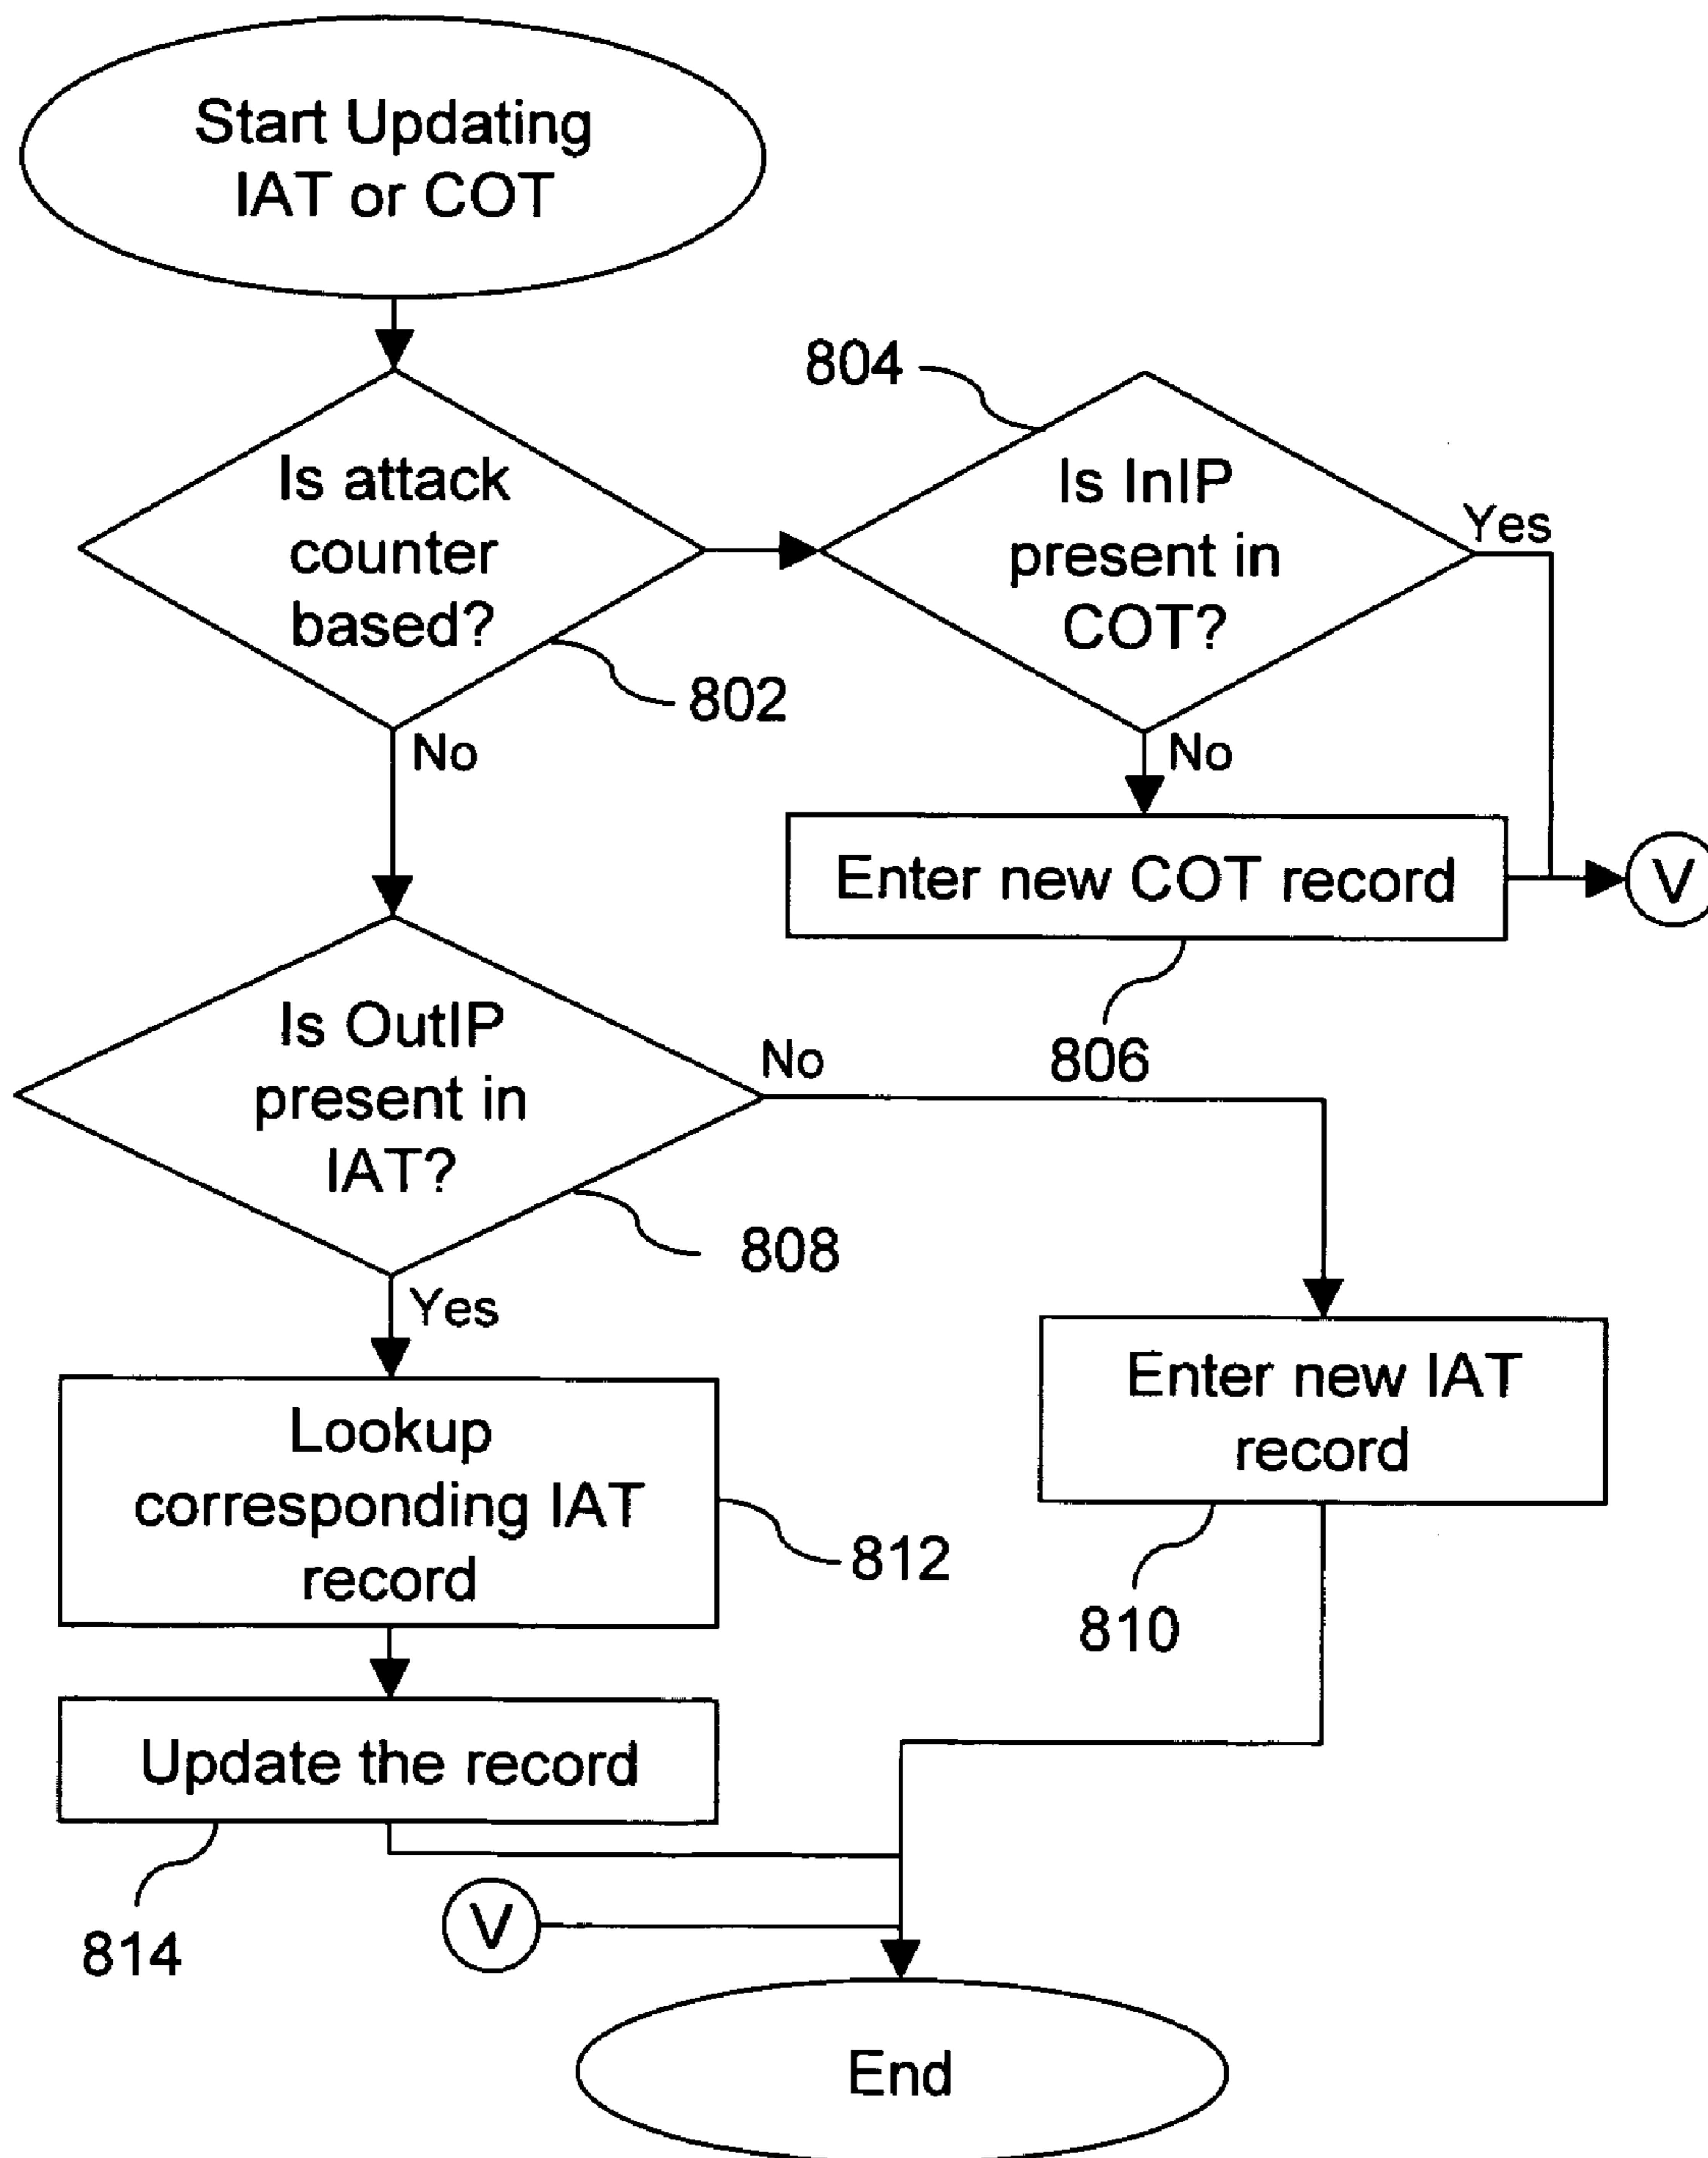 Start Updating
IAT or COT
804
Is attack
counter
based?
Is InIP
present in
COT?
Yes
802
No
No
Enter new COT record
V
806
Is OutIP
present in
IAT?
No
808
Yes
Enter new IAT
record
Lookup
corresponding IAT
record
812
810
Update the record
814
V
End